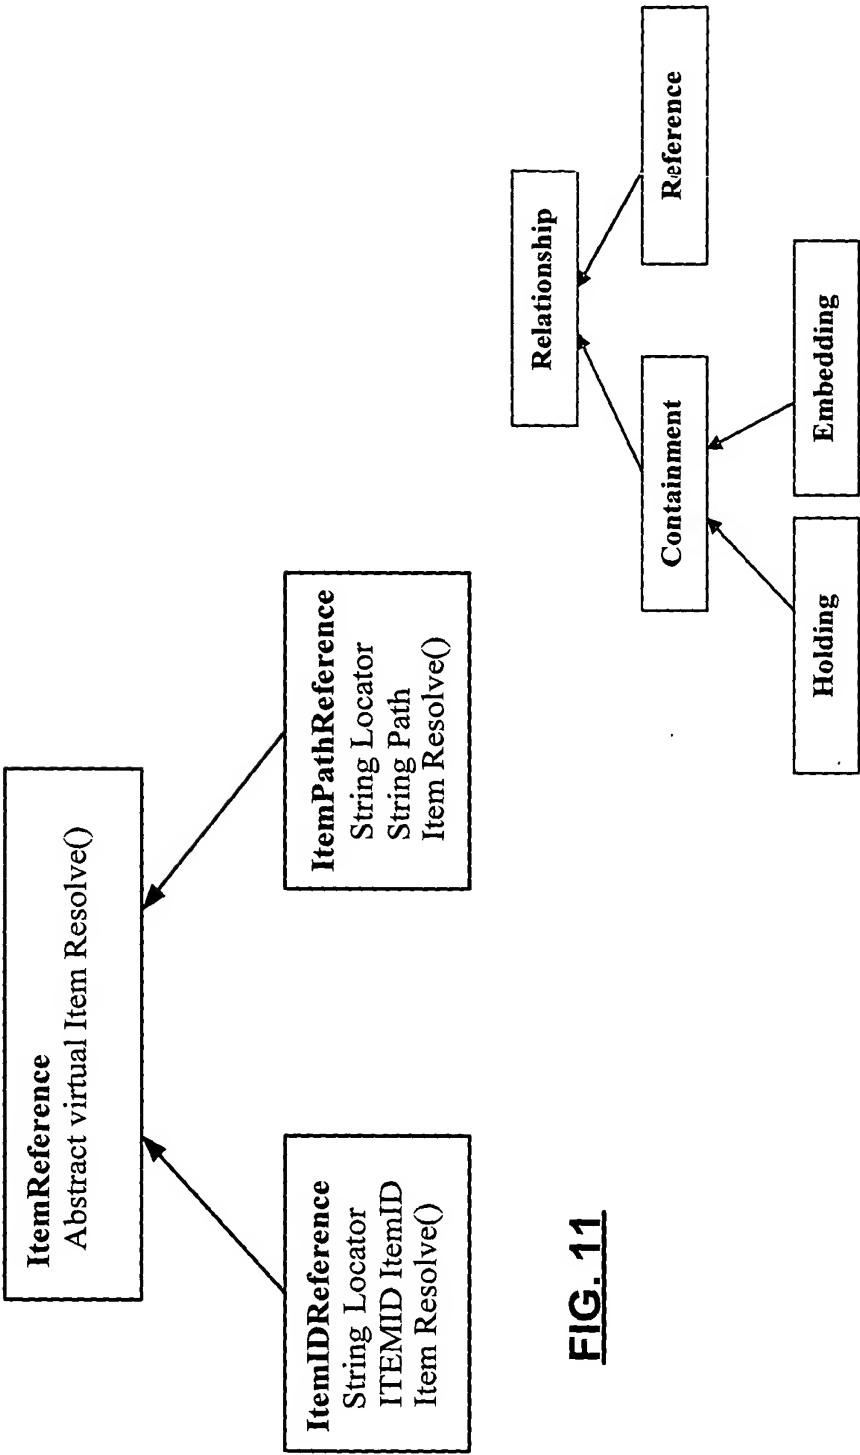 ItemReference
Abstract virtual Item Resolve()
ItemIDReference
String Locator
ITEMID ItemID
Item Resolve()
ItemPathReference
String Locator
String Path
Item Resolve()
Relationship
Containment
Reference
Holding
Embedding
FIG. 11